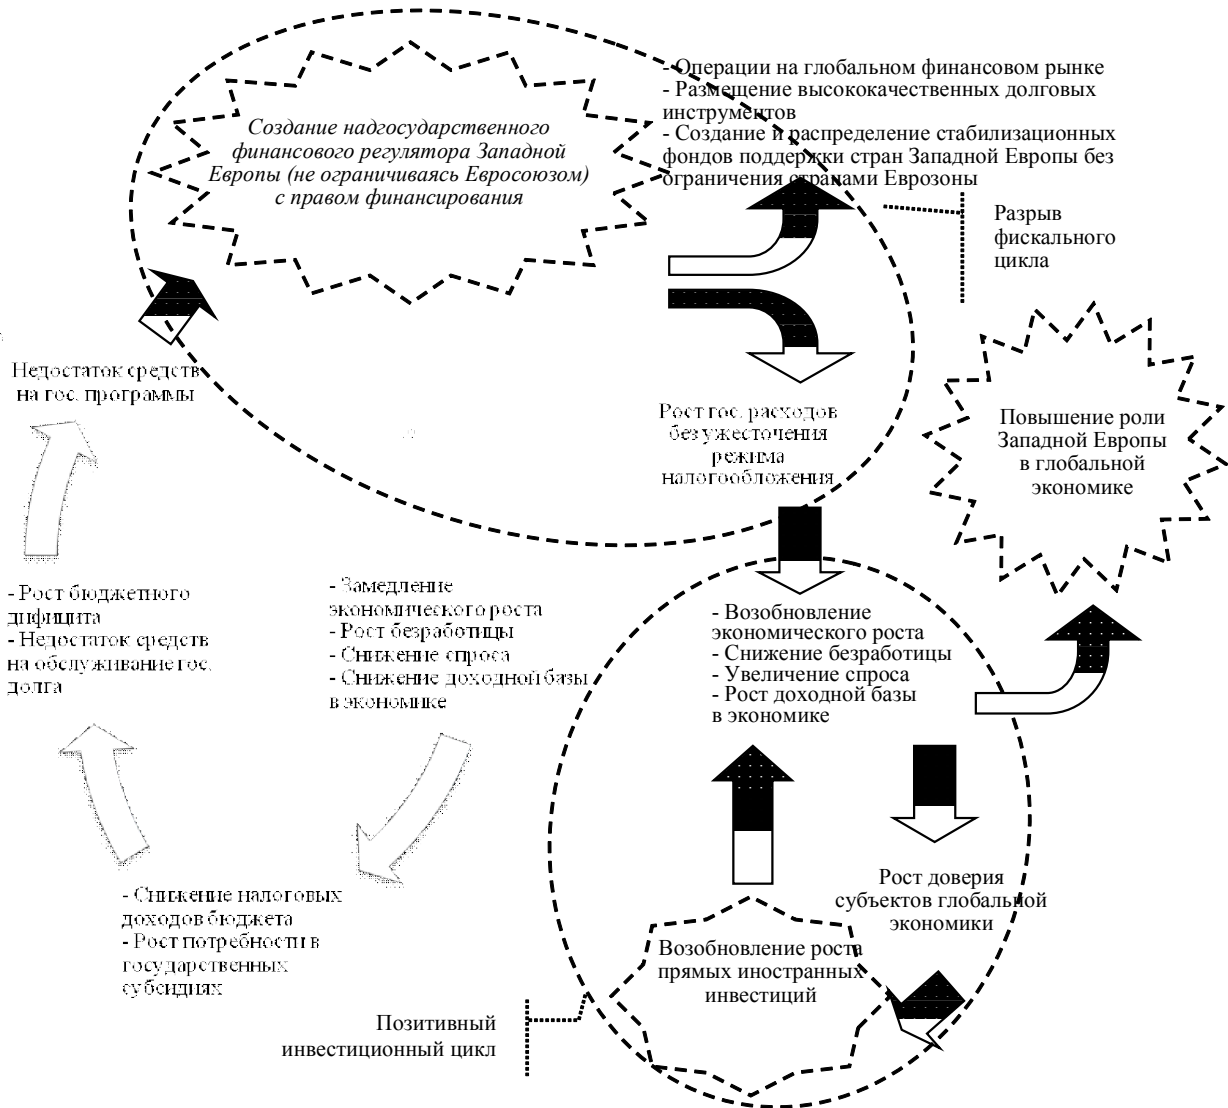 Создание надгосударственного
финансового регулятора Западной
Европы (не ограничиваясь Евросоюзом)
с правом финансирования
- Операции на глобальном финансовом рынке
- Размещение высококачественных долговых
инструментов
- Создание и распределение стабилизационных
фондов поддержки стран Западной Европы без
ограничения странами Еврозоны
Разрыв
фискального
цикла
Недостаток средств
на гос. программы
Рост гос. расходов
без ужесточения
режима
налогообложения
Повышение роли
Западной Европы
в глобальной
экономике
- Рост бюджетного
дифицита
- Недостаток средств
на обслуживание гос.
долга
- Замедление
экономического роста
- Рост безработицы
- Снижение спроса
- Снижение доходной базы
в экономике
- Возобновление
экономического роста
- Снижение безработицы
- Увеличение спроса
- Рост доходной базы
в экономике
- Снижение налоговых
доходов бюджета
- Рост потребности в
государственных
субсидиях
Рост доверия
субъектов глобальной
экономики
Возобновление роста
прямых иностранных
инвестиций
Позитивный
инвестиционный цикл